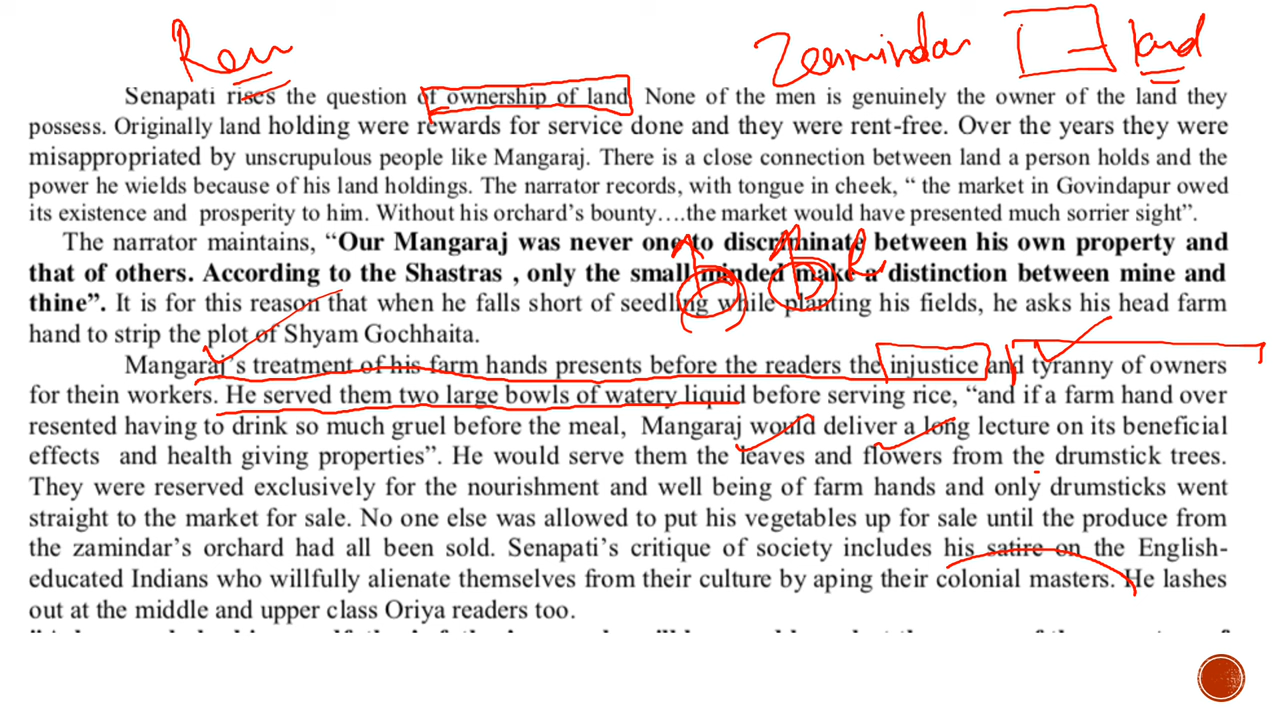 Rem
Zeemindar land
Senapati rises the question of ownership of land. None of the men is genuinely the owner of the land they
possess. Originally land holding were rewards for service done and they were rent-free. Over the years they were
misappropriated by unscrupulous people like Mangaraj. There is a close connection between land a person holds and the
power he wields because of his land holdings. The narrator records, with tongue in cheek, “ the market in Govindapur owed
its existence and prosperity to him. Without his orchard’s bounty….the market would have presented much sorrier sight”.
The narrator maintains, “Our Mangaraj was never one to discriminate between his own property and
that of others. According to the Shastras , only the small minded make a distinction between mine and
thine”. It is for this reason that when he falls short of seedling while planting his fields, he asks his head farm
hand to strip the plot of Shyam Gochhaita.
Mangaraj’s treatment of his farm hands presents before the readers the injustice and tyranny of owners
for thein workers. He served them two large bowls of watery liquid before serving rice, “and if a farm hand over
resented having to drink so much gruel before the meal, Mangaraj would deliver a long lecture on its beneficial
effects and health giving properties”. He would serve them the leaves and flowers from the drumstick trees.
They were reserved exclusively for the nourishment and well being of farm hands and only drumsticks went
straight to the market for sale. No one else was allowed to put his vegetables up for sale until the produce from
the zamindar’s orchard had all been sold. Senapati’s critique of society includes his satire on the English-
educated Indians who willfully alienate themselves from their culture by aping their colonial masters. He lashes
out at the middle and upper class Oriya readers too.